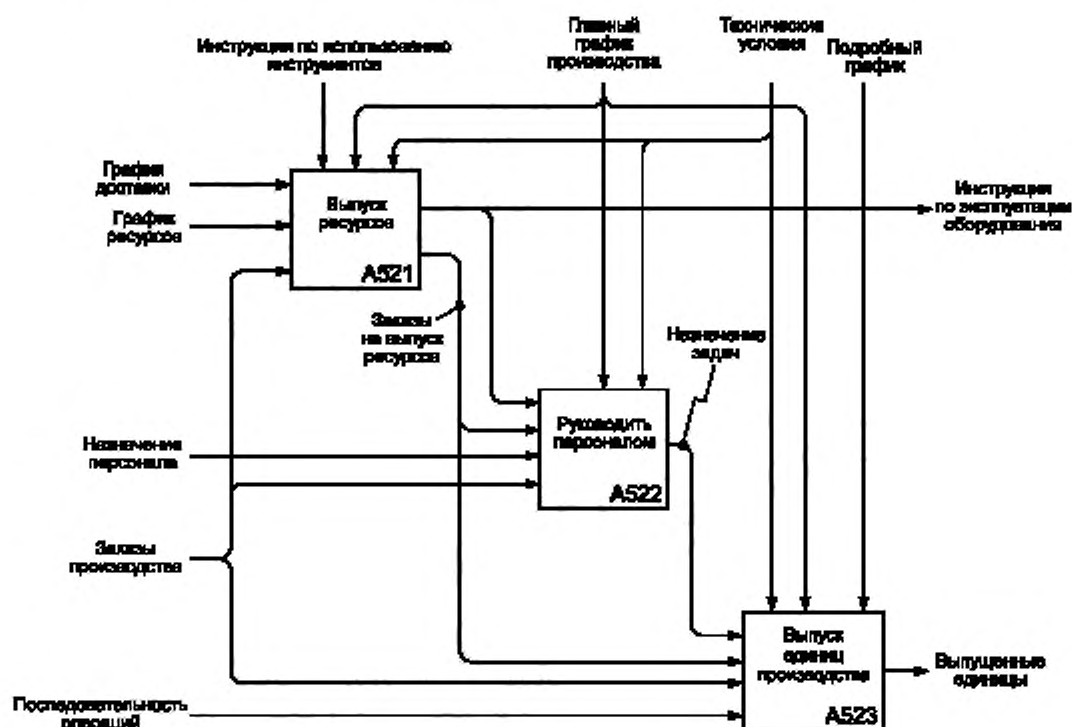 Инструкция по использованию
инструментов
Главный
график
производства
Технические
условия
Подробный
график
График
доставки
График
ресурсов
Выпуск
ресурсов
A521
Инструкция
по эксплуатации
оборудования
Заказы
на выпуск
ресурсов
Назначение
задач
Назначение
персонала
Руководить
персоналом
A522
Заказы
производства
Выпуск
единиц
производства
A523
Выпущенные
единицы
Последовательность
операций